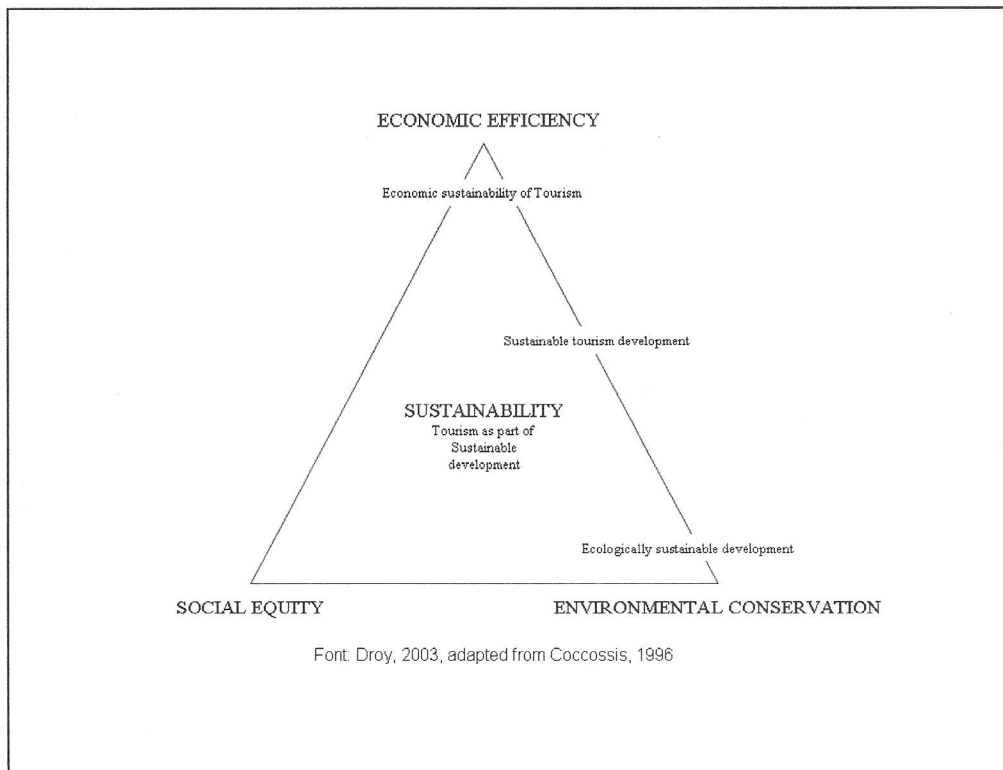 ECONOMIC EFFICIENCY
Economic sustainability of Tourism
Sustainable tourism development
SUSTAINABILITY
Tourism as part of
Sustainable
development
Ecologically sustainable development
SOCIAL EQUITY
ENVIRONMENTAL CONSERVATION
Font: Droy, 2003, adapted from Coccossis, 1996